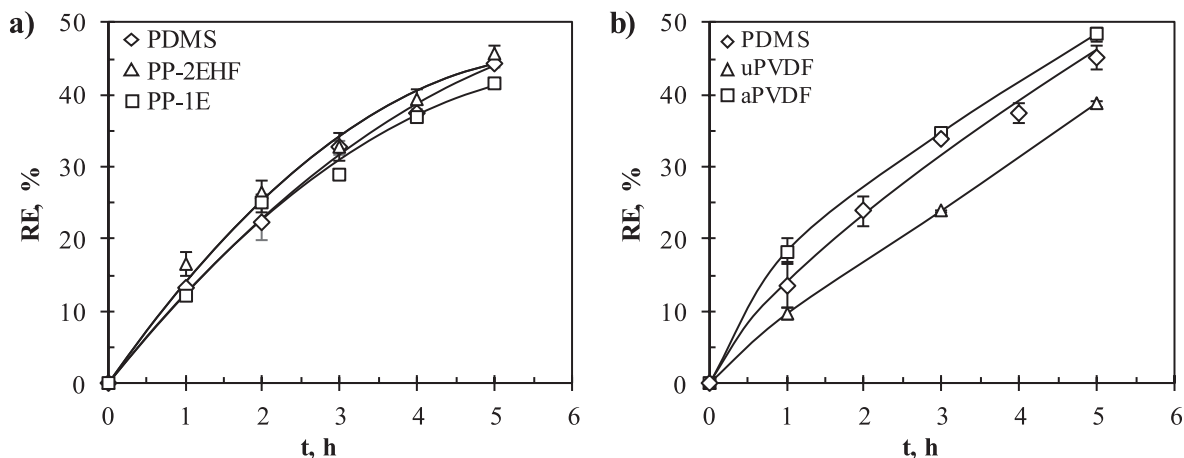 a)
PDMS
PP-2EHF
PP-1E
RE, %
50
40
30
20
10
0
0 1 2 3 4 5 6
t, h
b)
PDMS
uPVDF
aPVDF
RE, %
50
40
30
20
10
0
0 1 2 3 4 5 6
t, h